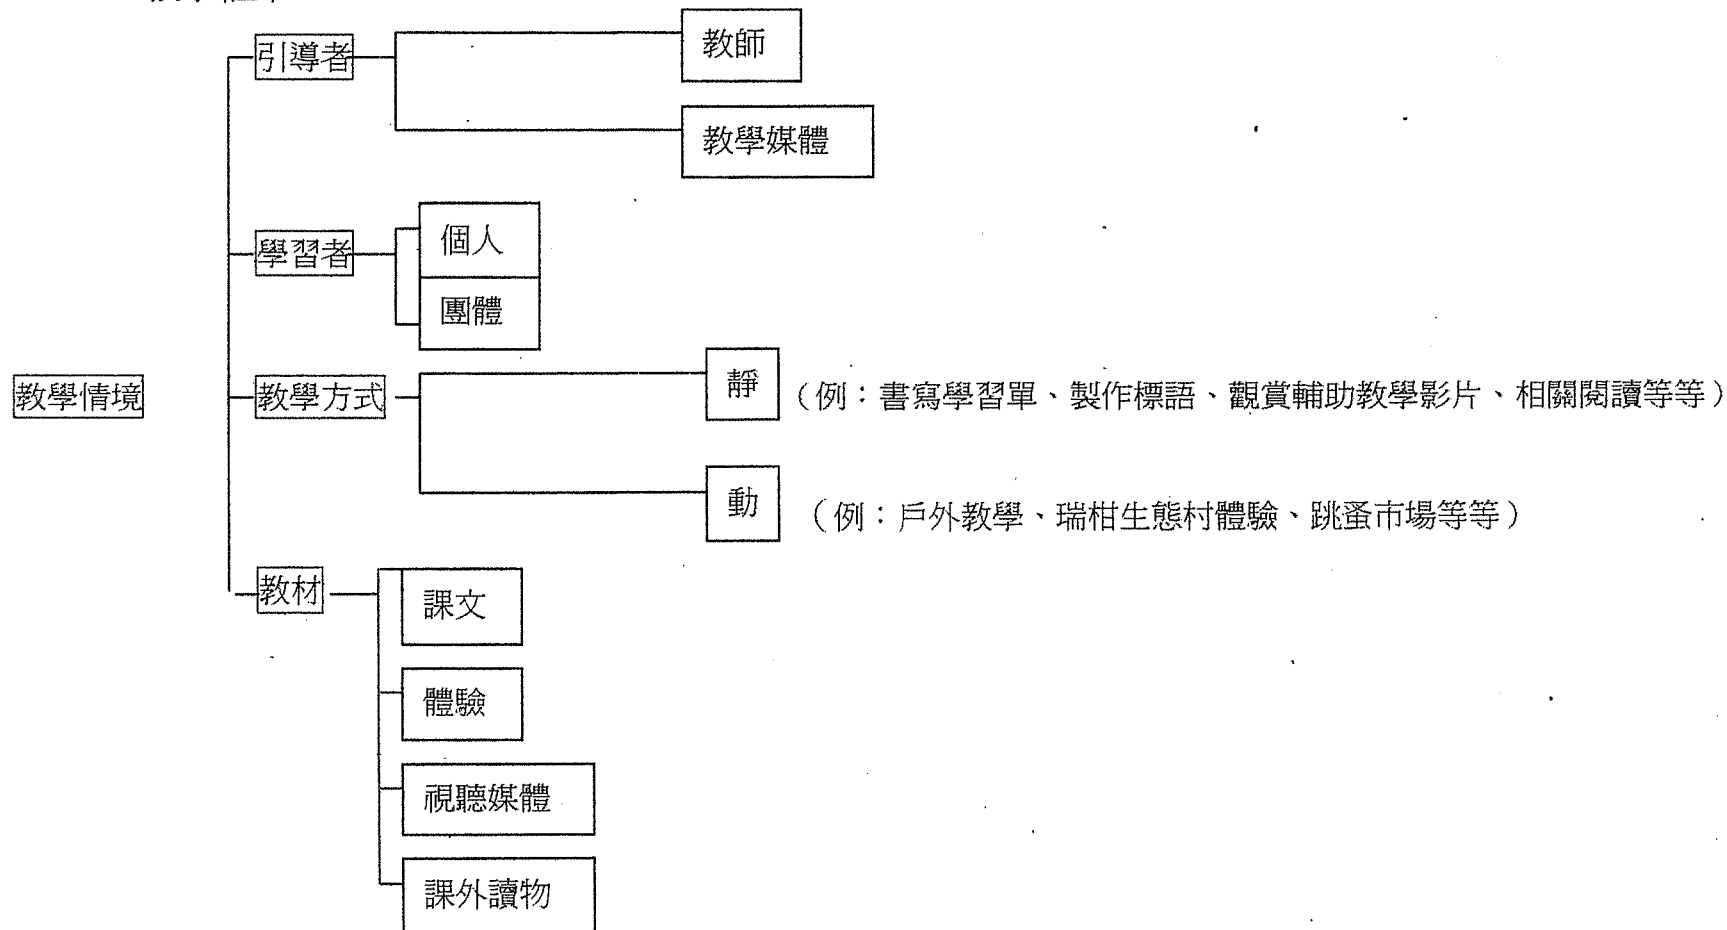 引導者
教師
教學媒體
學習者
個人
團體
教學情境
教學方式
靜
（例：書寫學習單、製作標語、觀賞輔助教學影片、相關閱讀等等）
動
（例：戶外教學、瑞柑生態村體驗、跳蚤市場等等）
教材
課文
體驗
視聽媒體
課外讀物